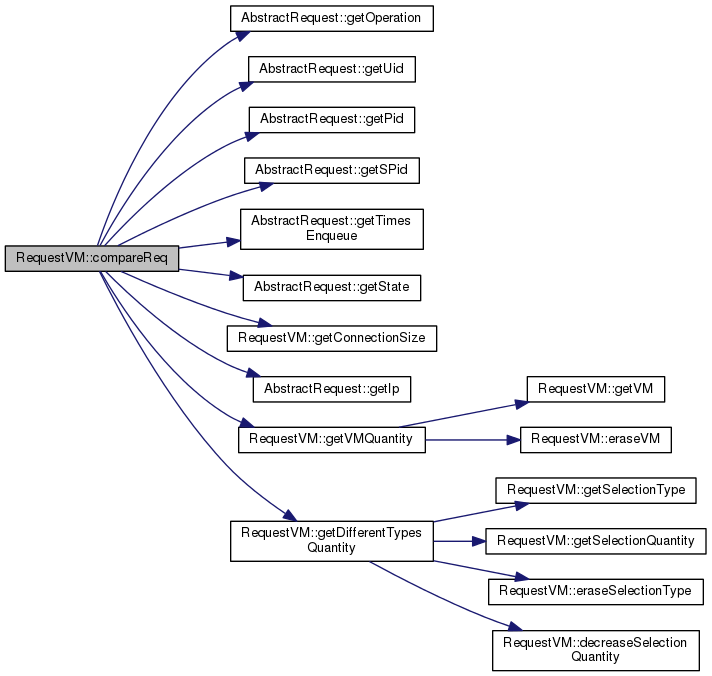 AbstractRequest::getOperation
AbstractRequest::getUid
AbstractRequest::getPid
AbstractRequest::getSPid
AbstractRequest::getTimes
Enqueue
RequestVM::compareReq
AbstractRequest::getState
RequestVM::getConnectionSize
AbstractRequest::getIp
RequestVM::getVM
RequestVM::getVMQuantity
RequestVM::eraseVM
RequestVM::getSelectionType
RequestVM::getDifferentTypes
Quantity
RequestVM::getSelectionQuantity
RequestVM::eraseSelectionType
RequestVM::decreaseSelection
Quantity